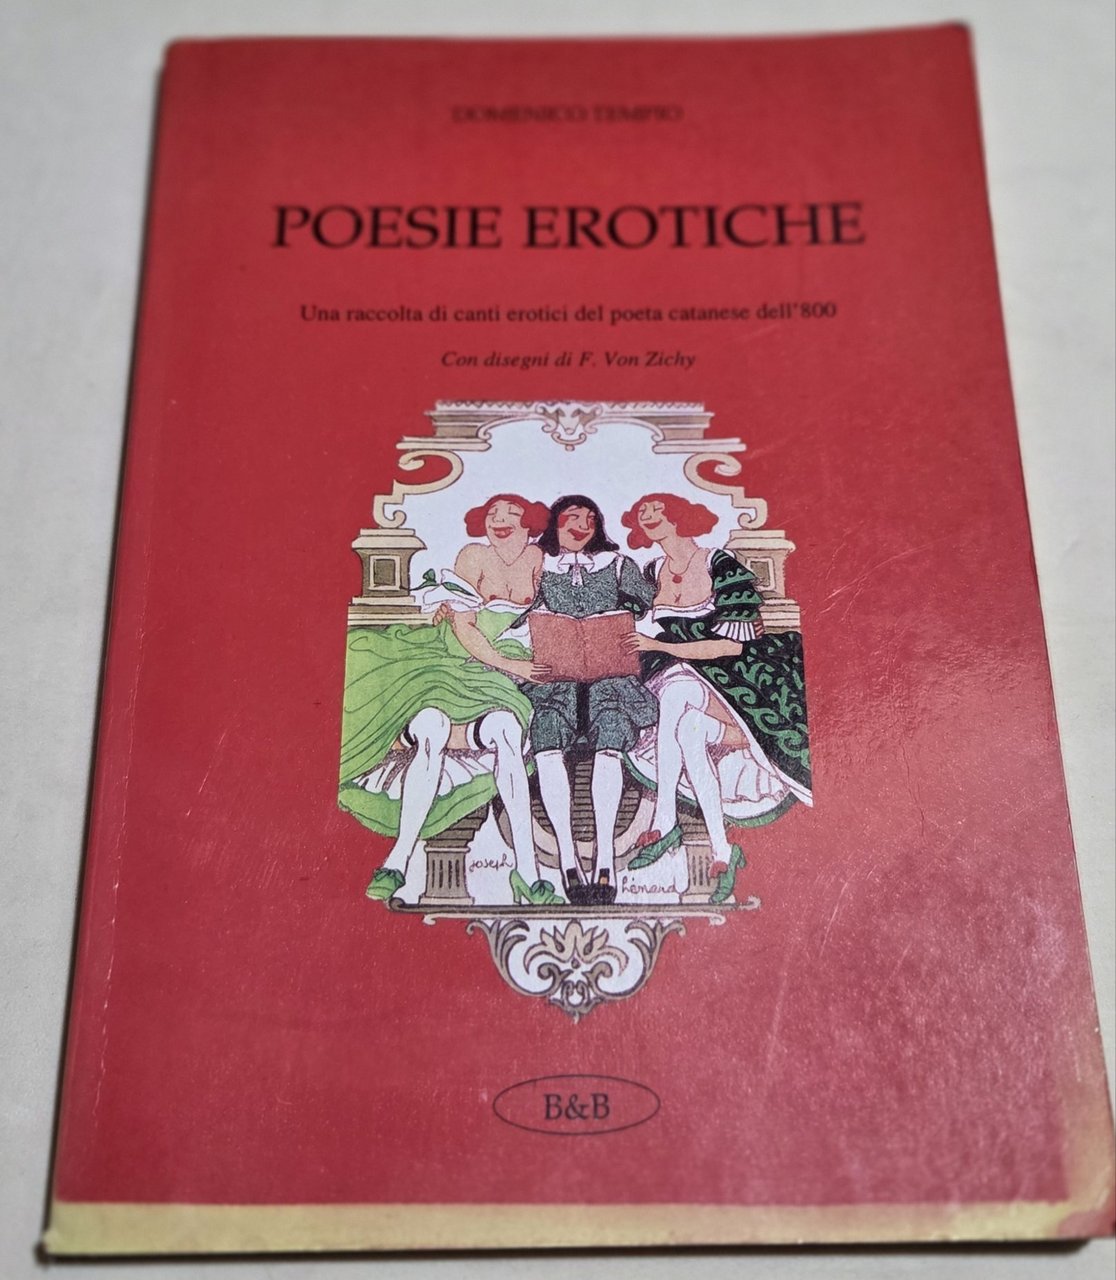 DOMENICO TEMPIO
POESIE EROTICHE
Una raccolta di canti erotici del poeta catanese dell'800
Con disegni di F. Von Zichy
joseph
hémard
B&B